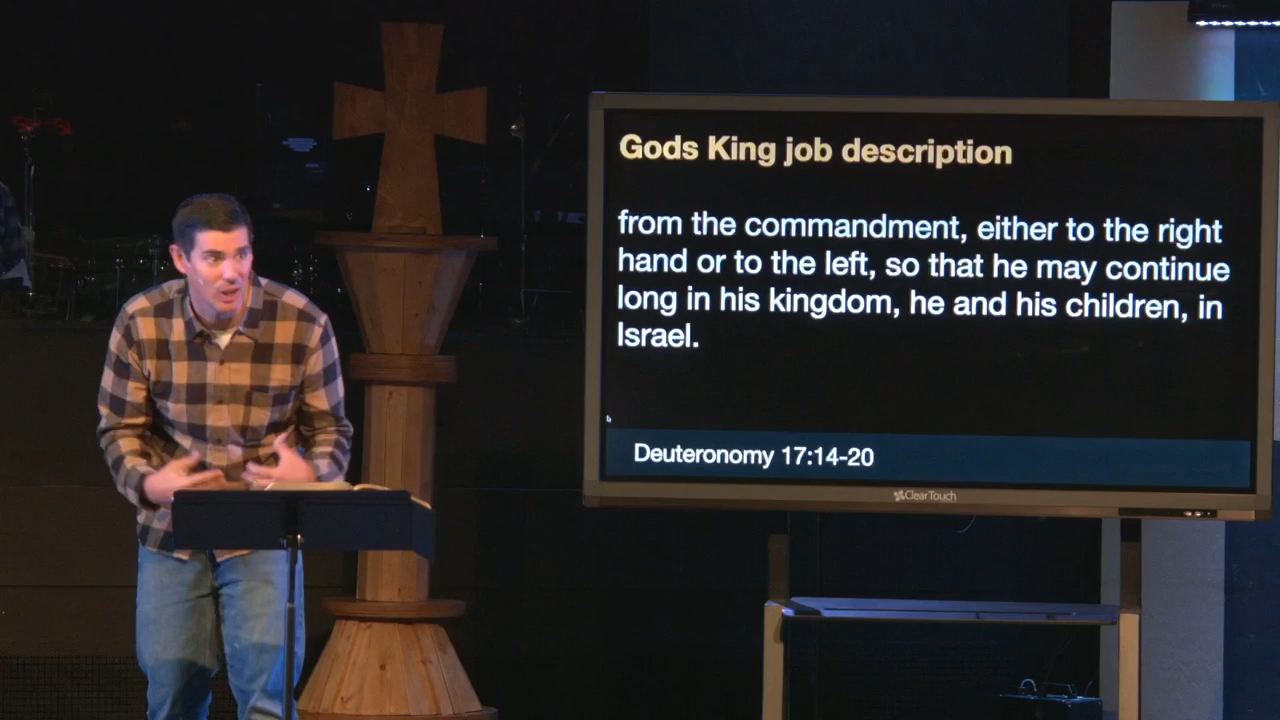 Gods King job description
from the commandment, either to the right
hand or to the left, so that he may continue
long in his kingdom, he and his children, in
Israel.
Deuteronomy 17:14-20
ClearTouch